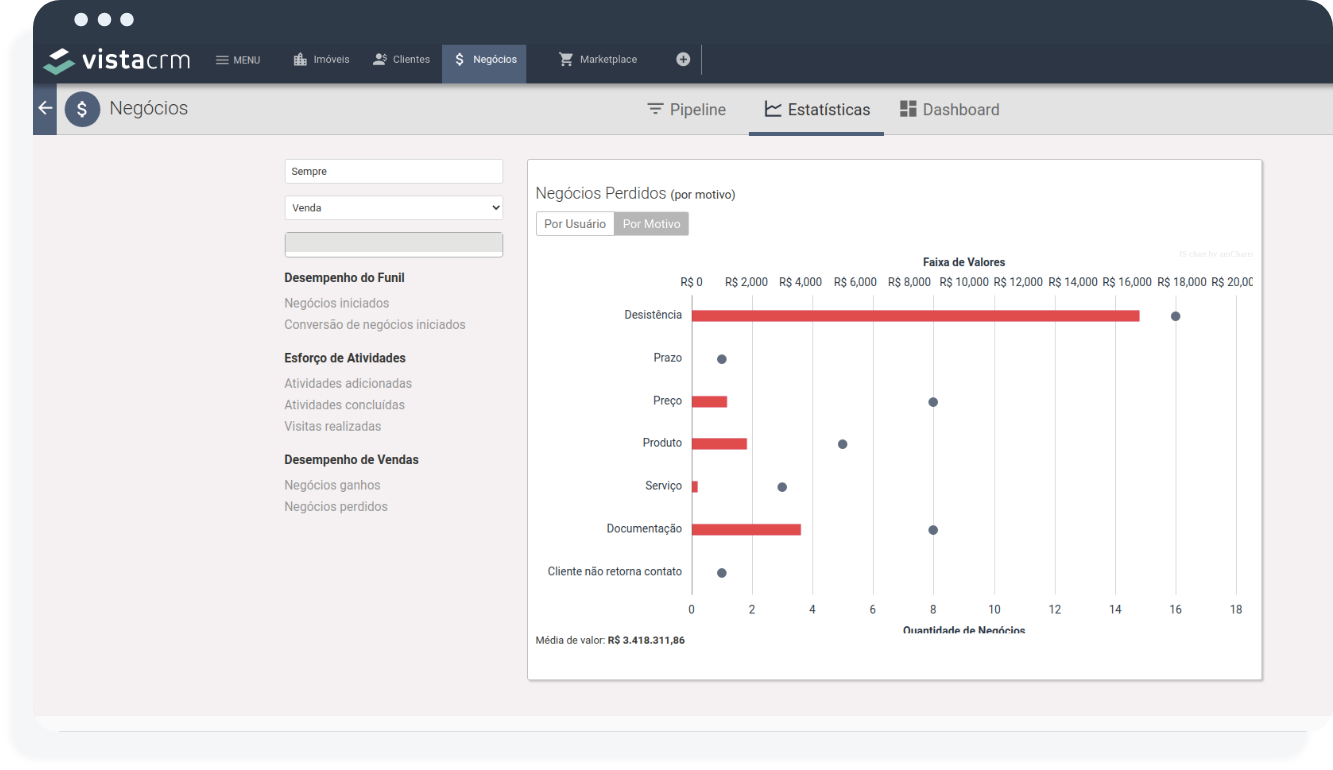 vistacrm MENU Imóveis Clientes $ Negócios Marketplace
$ Negócios Pipeline Estatísticas Dashboard
Sempre
Venda
Desempenho do Funil
Negócios iniciados
Conversão de negócios iniciados
Esforço de Atividades
Atividades adicionadas
Atividades concluídas
Visitas realizadas
Desempenho de Vendas
Negócios ganhos
Negócios perdidos
Negócios Perdidos (por motivo)
Por Usuário Por Motivo
JS chart by amCharts
Faixa de Valores
R$ 0 R$ 2,000 R$ 4,000 R$ 6,000 R$ 8,000 R$ 10,000 R$ 12,000 R$ 14,000 R$ 16,000 R$ 18,000 R$ 20,00
Desistência
Prazo
Preço
Produto
Serviço
Documentação
Cliente não retorna contato
0 2 4 6 8 10 12 14 16 18
Quantidade de Negócios
Média de valor: R$ 3.418.311,86